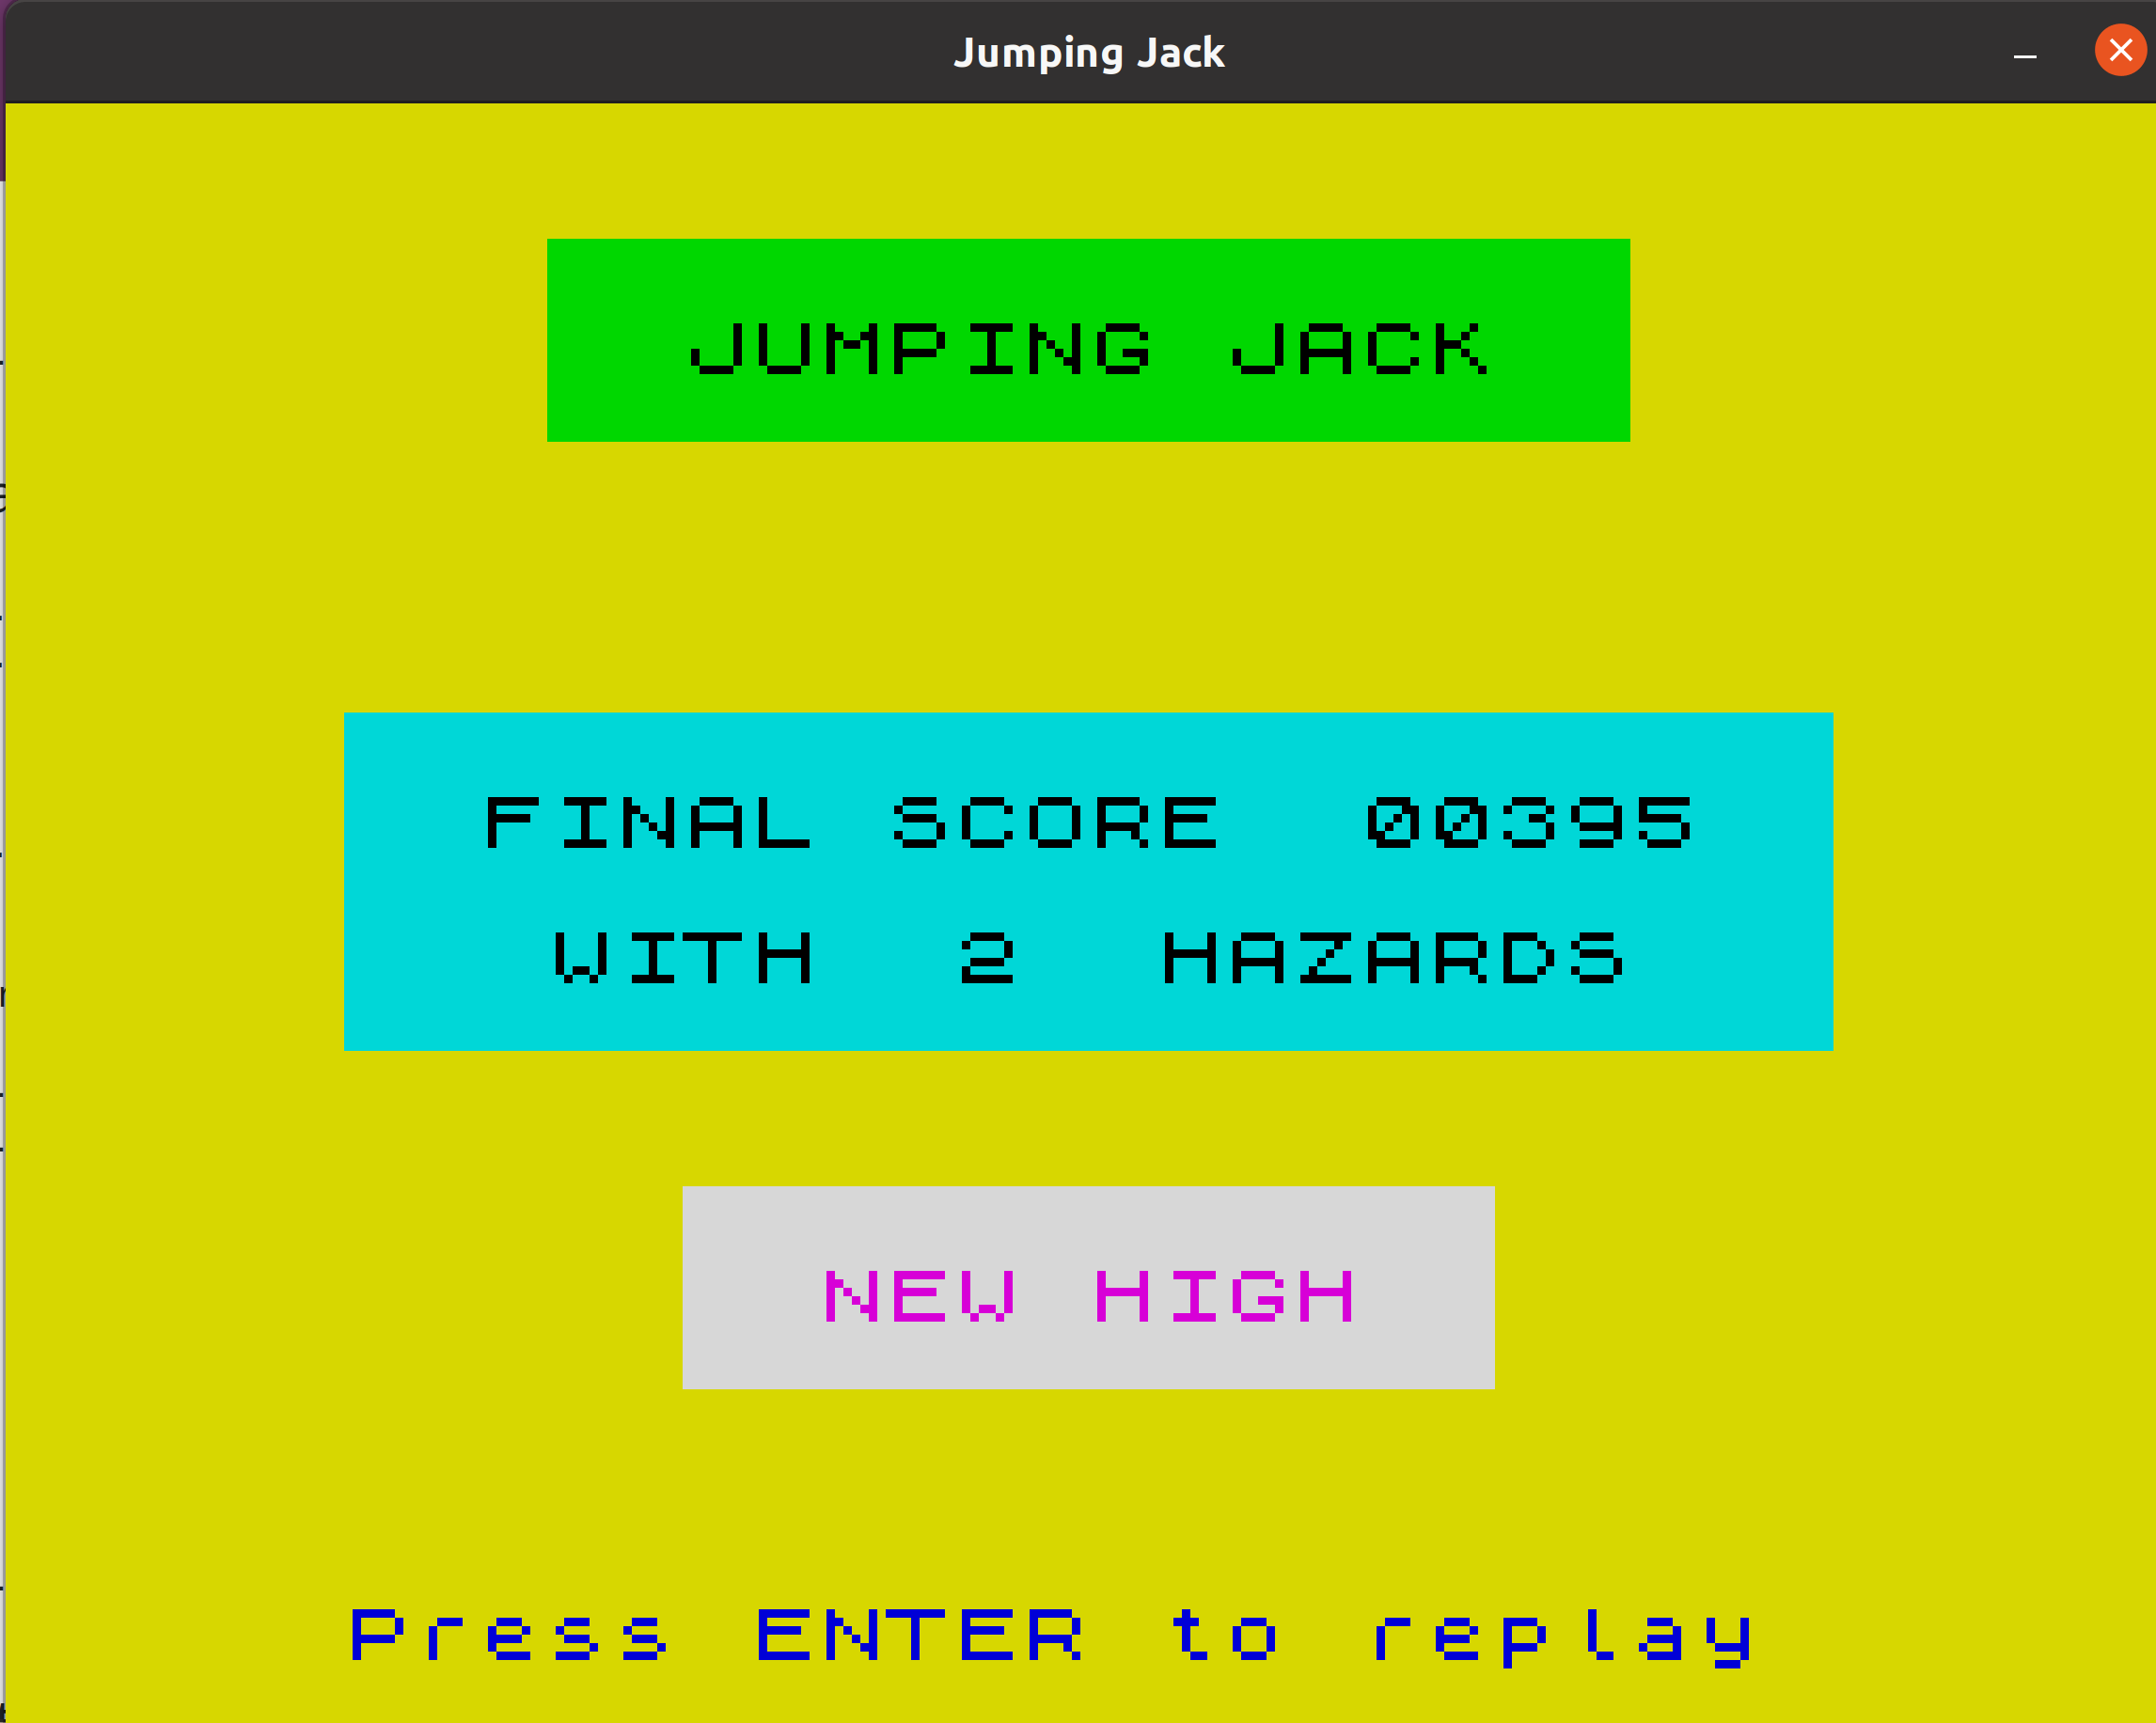 Jumping Jack
JUMPING JACK
FINAL SCORE 00395
WITH 2 HAZARDS
NEW HIGH
Press ENTER to replay